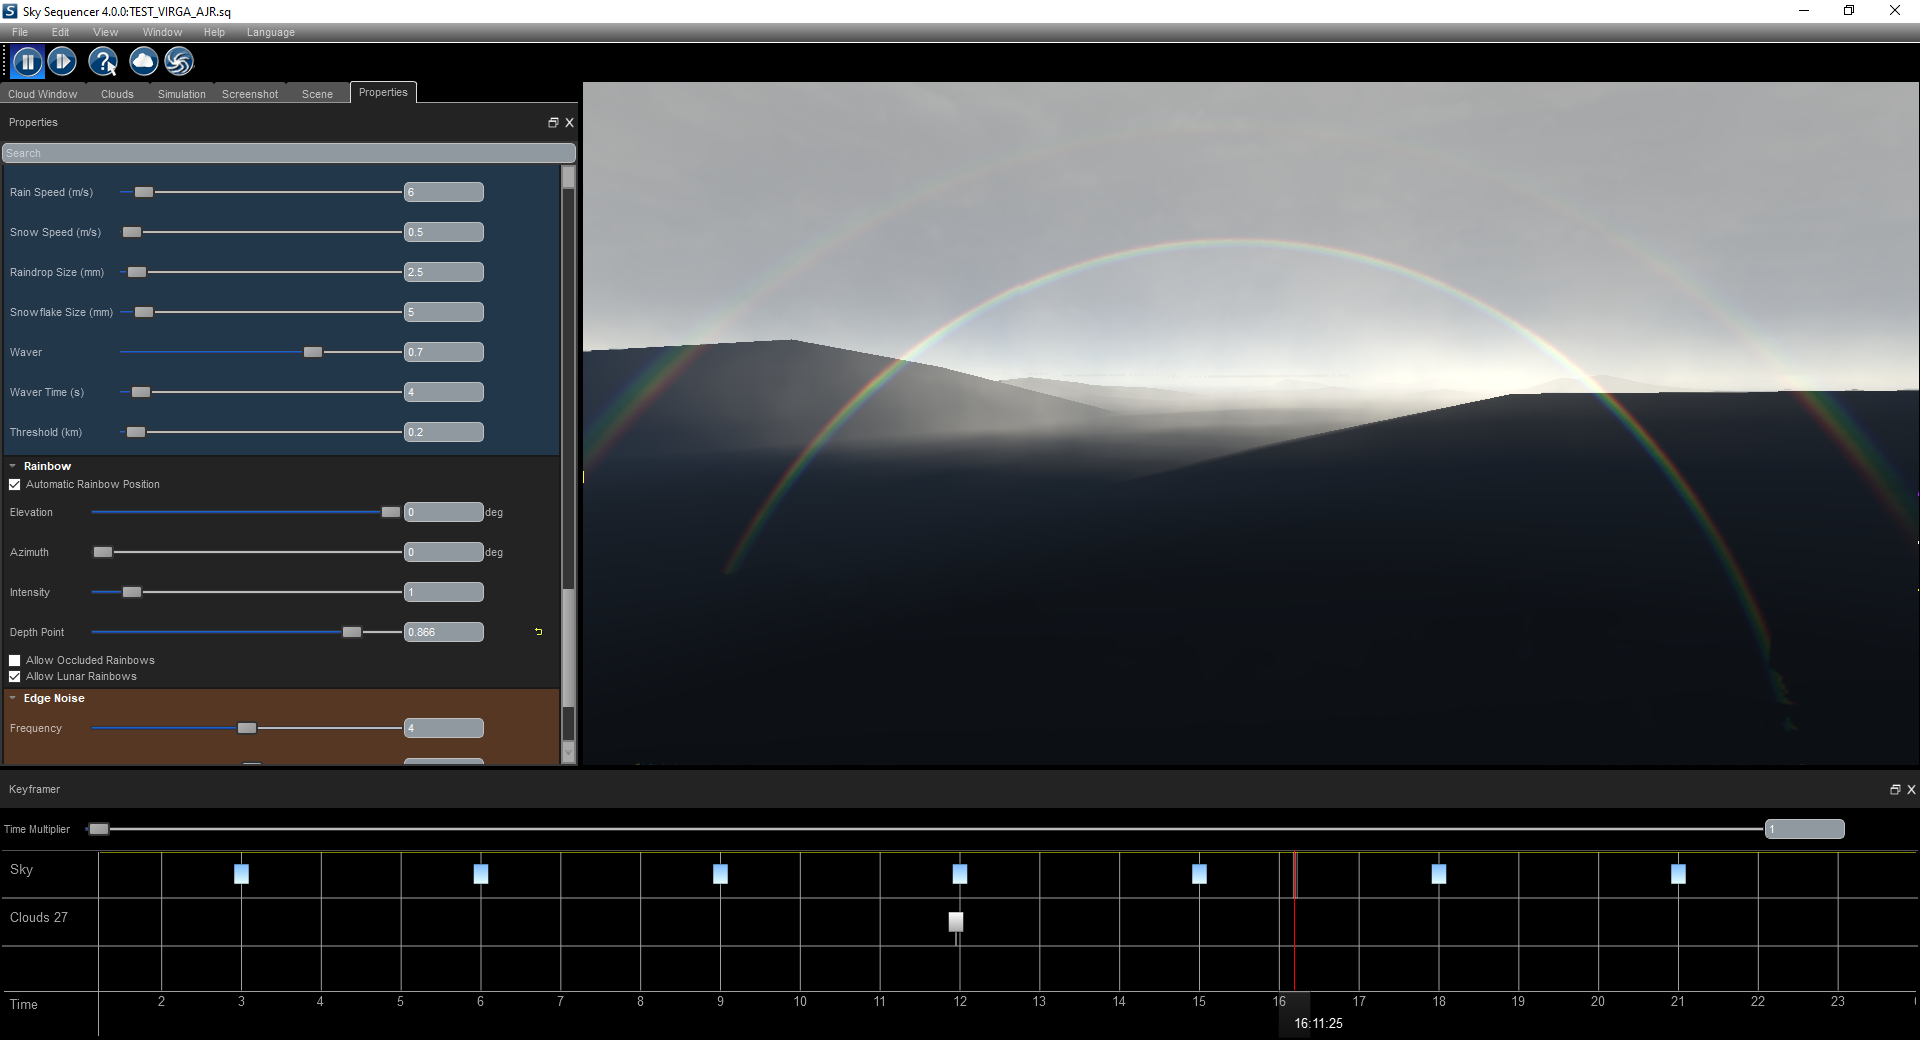 Sky Sequencer 4.0.0:TEST_VIRGA_AJR.sq
File Edit View Window Help Language
Cloud Window Clouds Simulation Screenshot Scene Properties
Properties
Search
Rain Speed (m/s) 6
Snow Speed (m/s) 0.5
Raindrop Size (mm) 2.5
Snowflake Size (mm) 5
Waver 0.7
Waver Time (s) 4
Threshold (km) 0.2
Rainbow
Automatic Rainbow Position
Elevation 0 deg
Azimuth 0 deg
Intensity 1
Depth Point 0.866
Allow Occluded Rainbows
Allow Lunar Rainbows
Edge Noise
Frequency 4
Keyframer
Time Multiplier 1
Sky
Clouds 27
Time 2 3 4 5 6 7 8 9 10 11 12 13 14 15 16 17 18 19 20 21 22 23
16:11:25